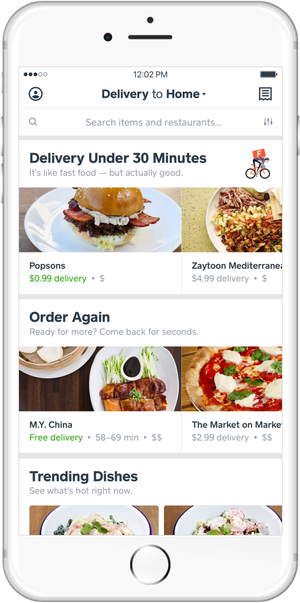 12:02 PM
Delivery to Home
Search items and restaurants...
Delivery Under 30 Minutes
It's like fast food — but actually good.
F
Popsons
$0.99 delivery • $
Zaytoon Mediterranea
$4.99 delivery • $
Order Again
Ready for more? Come back for seconds.
M.Y. China
Free delivery • 58–69 min • $$
The Market on Marke
$2.99 delivery • $$
Trending Dishes
See what's hot right now.